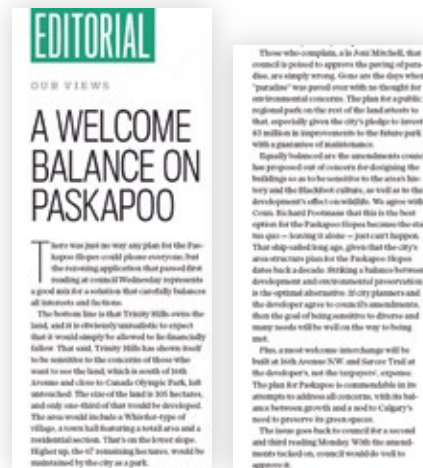 EDITORIAL
OUR VIEWS
A WELCOME
BALANCE ON
PASKAPOO
There was just no way any plan for the Pas-
kapoo Slopes could please everyone, but
the rezoning application that passed first
reading at council Wednesday represents
a good mix for a solution that carefully balances
all interests and factions.
The bottom line is that Trinity Hills owns the
land, and it is obviously unrealistic to expect
that it would simply be allowed to lie financially
fallow. That said, Trinity Hills has shown itself
to be sensitive to the concerns of those who
want to see the land, which is south of 16th
Avenue and close to Canada Olympic Park, left
untouched. The size of the land is 105 hectares,
and only one-third of that would be developed.
The area would include a Whistler-type of
village, a town hall featuring a retail area and a
residential section. That's on the lower slope.
Higher up, the 67 remaining hectares, would be
maintained by the city as a park.
Those who complain, a la Joni Mitchell, that
council is poised to approve the paving of para-
dise, are simply wrong. Gone are the days when
"paradise" was paved over with no thought for
environmental concerns. The plan for a public
regional park on the rest of the land attests to
that, especially given the city's pledge to invest
$3 million in improvements to the future park
with a guarantee of maintenance.
Equally balanced are the amendments council
has proposed out of concern for designing the
buildings so as to be sensitive to the area's his-
tory and the Blackfoot culture, as well as to the
development's effect on wildlife. We agree with
Coun. Richard Pootmans that this is the best
option for the Paskapoo Slopes because the sta-
tus quo — leaving it alone — just can't happen.
That ship sailed long ago, given that the city's
area structure plan for the Paskapoo Slopes
dates back a decade. Striking a balance between
development and environmental preservation
is the optimal alternative. If city planners and
the developer agree to council's amendments,
then the goal of being sensitive to diverse and
many needs will be well on the way to being
met.
Plus, a most welcome interchange will be
built at 16th Avenue N.W. and Sarcee Trail at
the developer's, not the taxpayers', expense.
The plan for Paskapoo is commendable in its
attempts to address all concerns, with its bal-
ance between growth and a nod to Calgary's
need to preserve its green spaces.
The issue goes back to council for a second
and third reading Monday. With the amend-
ments tacked on, council would do well to
approve it.